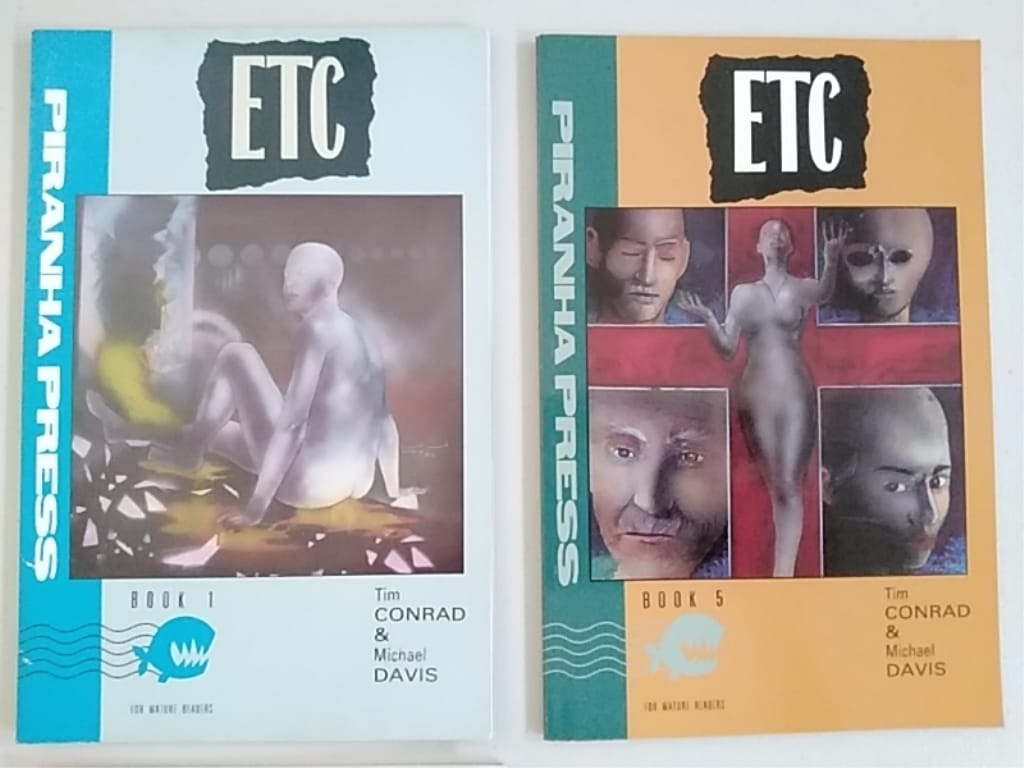 PIRANHA PRESS
ETC
BOOK 1
Tim
CONRAD
&
Michael
DAVIS
FOR MATURE READERS
PIRANHA PRESS
ETC
BOOK 5
Tim
CONRAD
&
Michael
DAVIS
FOR MATURE READERS